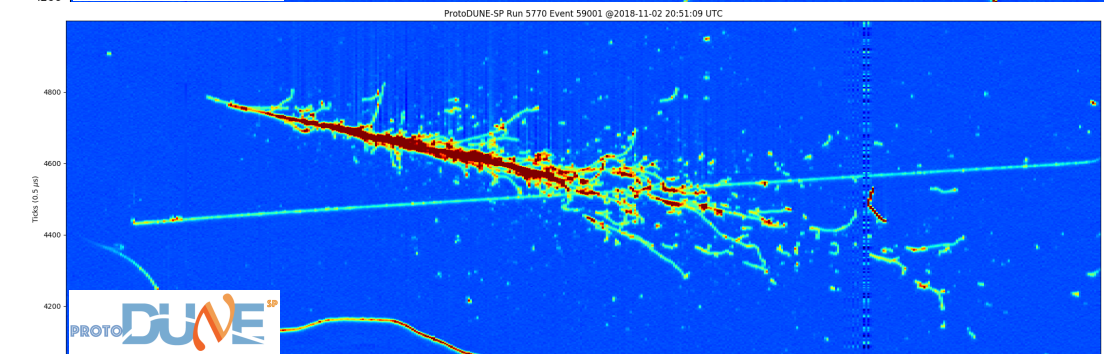 ProtoDUNE-SP Run 5770 Event 59001 @2018-11-02 20:51:09 UTC
4800
4600
4400
4200
Ticks (0.5 μs)
PROTO DUNE SP